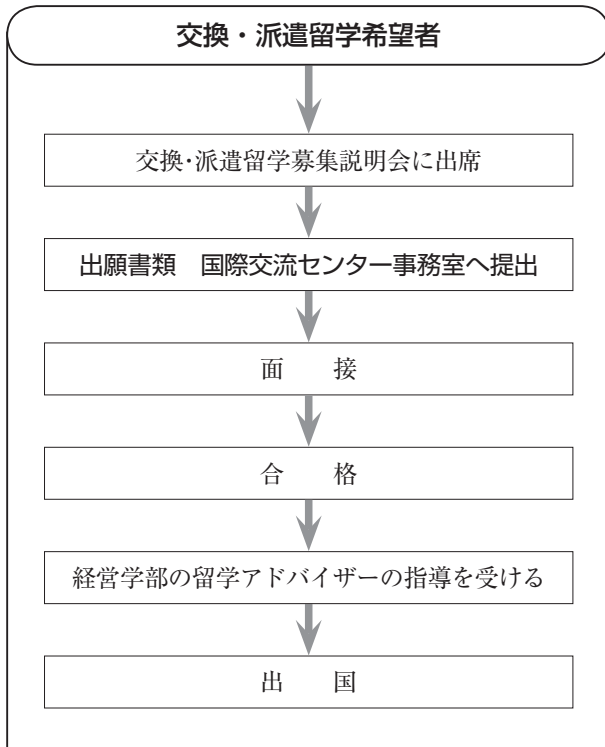 交換・派遣留学希望者
交換・派遣留学募集説明会に出席
出願書類　国際交流センター事務室へ提出
面　　接
合　　格
経営学部の留学アドバイザーの指導を受ける
出　　国